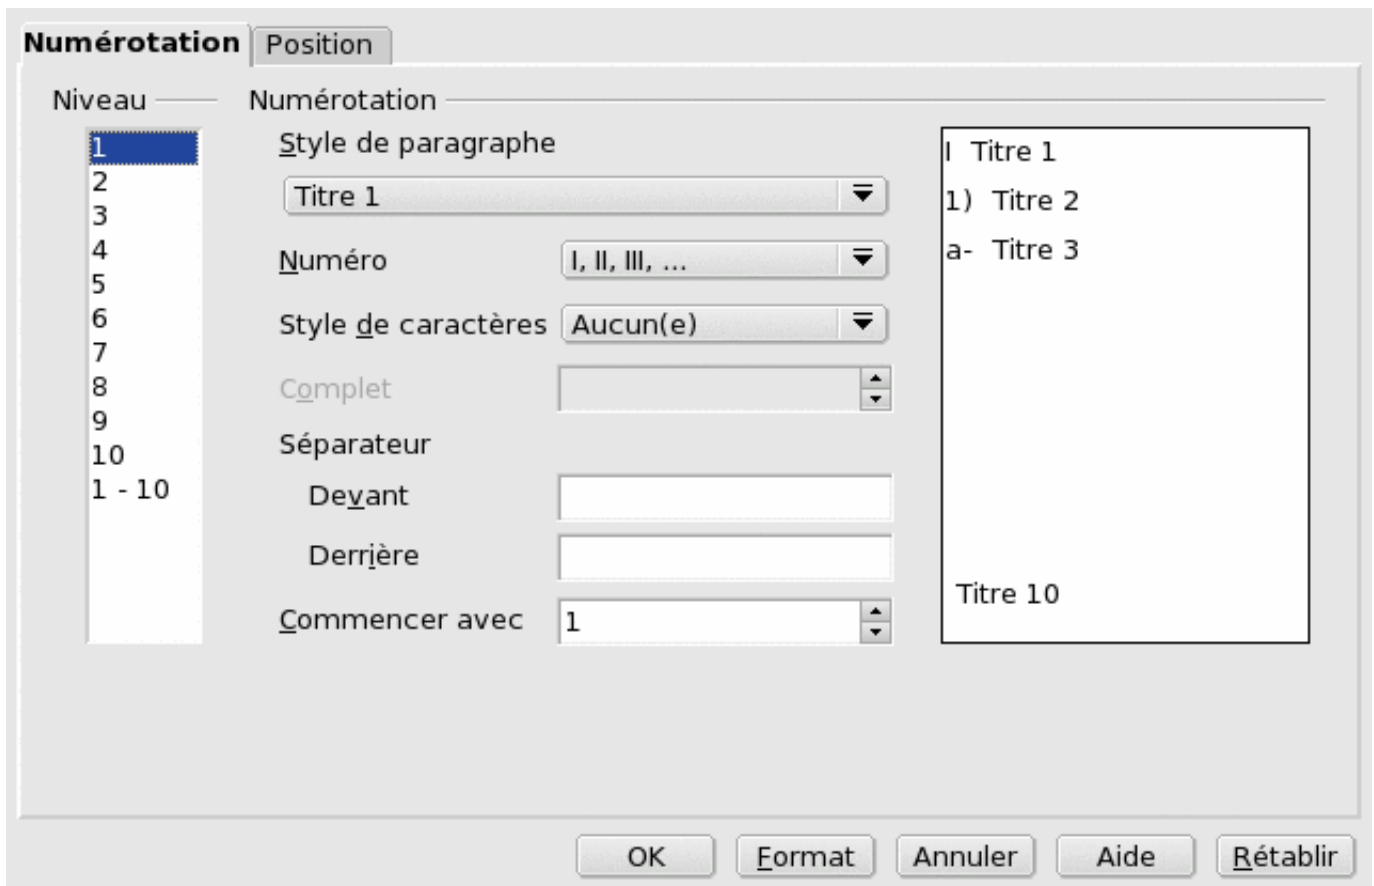 Numérotation Position
Niveau Numérotation
1
2
3
4
5
6
7
8
9
10
1 - 10
Style de paragraphe
Titre 1
Numéro I, II, III, ...
Style de caractères Aucun(e)
Complet
Séparateur
Devant
Derrière
Commencer avec 1
I Titre 1
1) Titre 2
a- Titre 3
Titre 10
OK Format Annuler Aide Rétablir